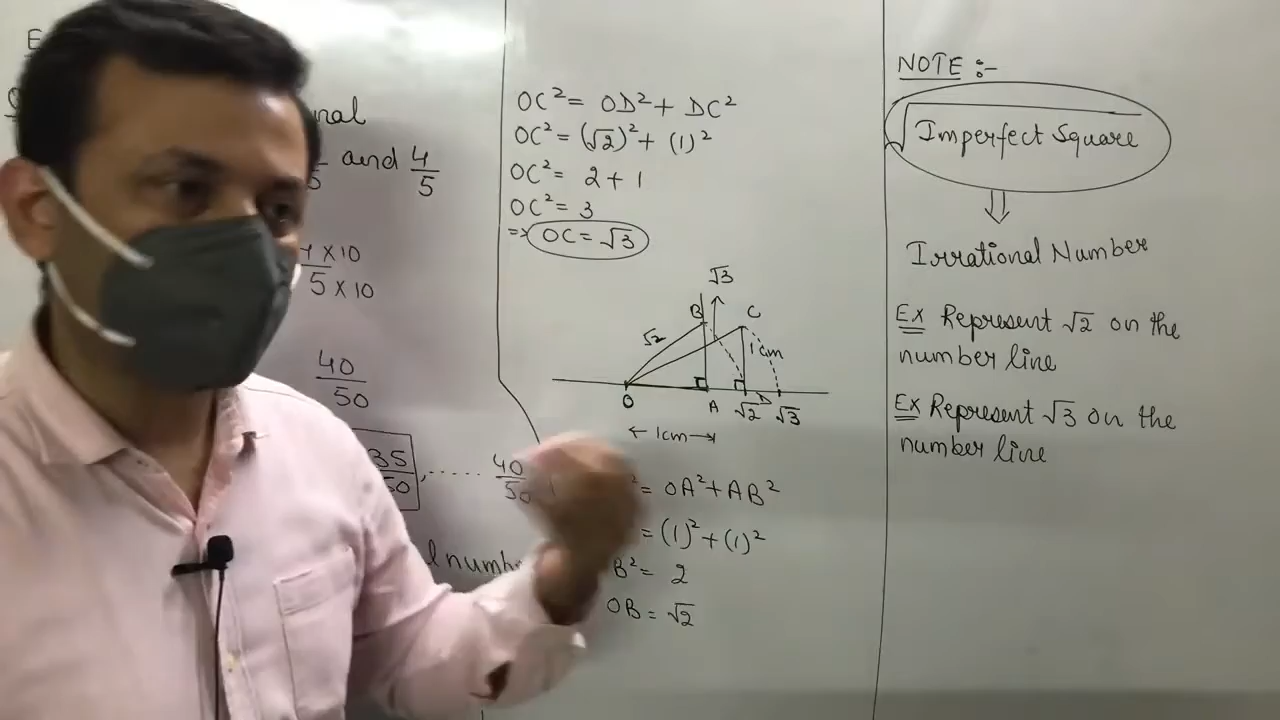 E
nal
and 4/5
4×10
5×10
40
50
35
50 , ...... 40
50
l numbe
OC² = OD² + DC²
OC² = (√2)² + (1)²
OC² = 2 + 1
OC² = 3
=> OC = √3
√3
B C
√2
1cm
O A √2 D √3
← 1cm →
² = OA² + AB²
= (1)² + (1)²
B² = 2
OB = √2
NOTE :-
√Imperfect Square
⇓
Irrational Number
Ex Represent √2 on the
number line
Ex Represent √3 on the
number line